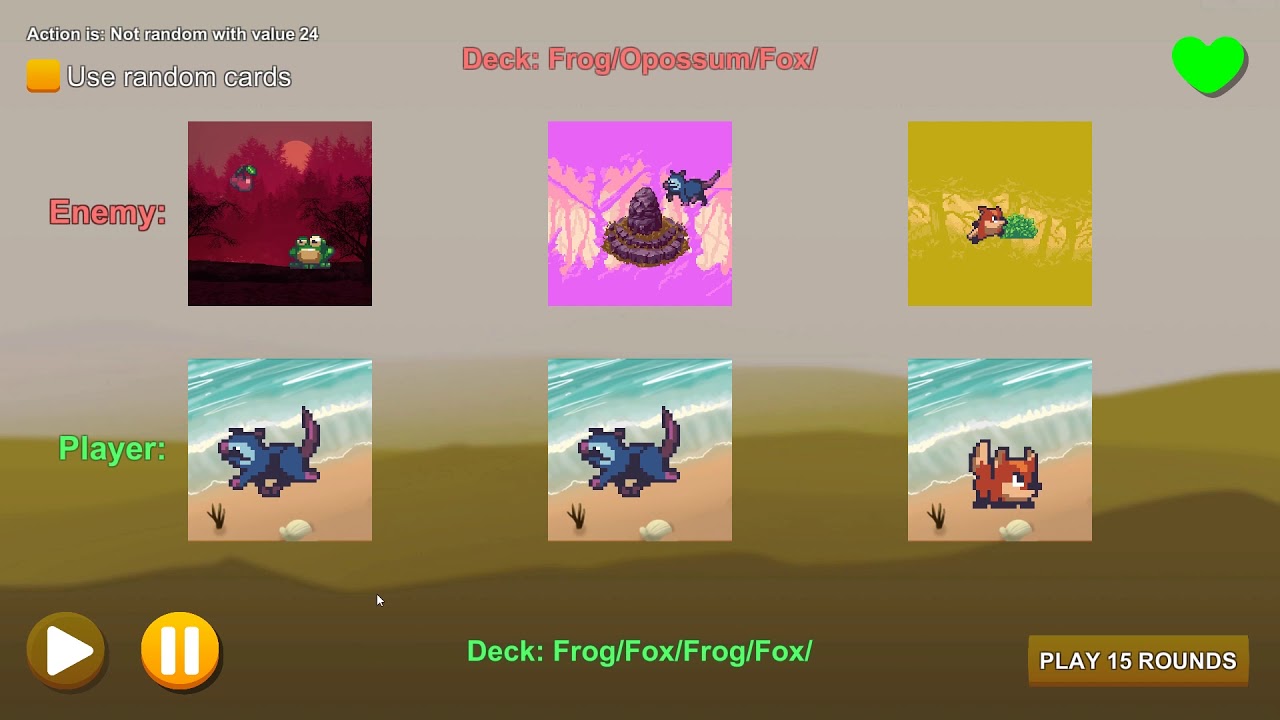 Action is: Not random with value 24
Deck: Frog/Opossum/Fox/
Use random cards
Enemy:
Player:
Deck: Frog/Fox/Frog/Fox/
PLAY 15 ROUNDS